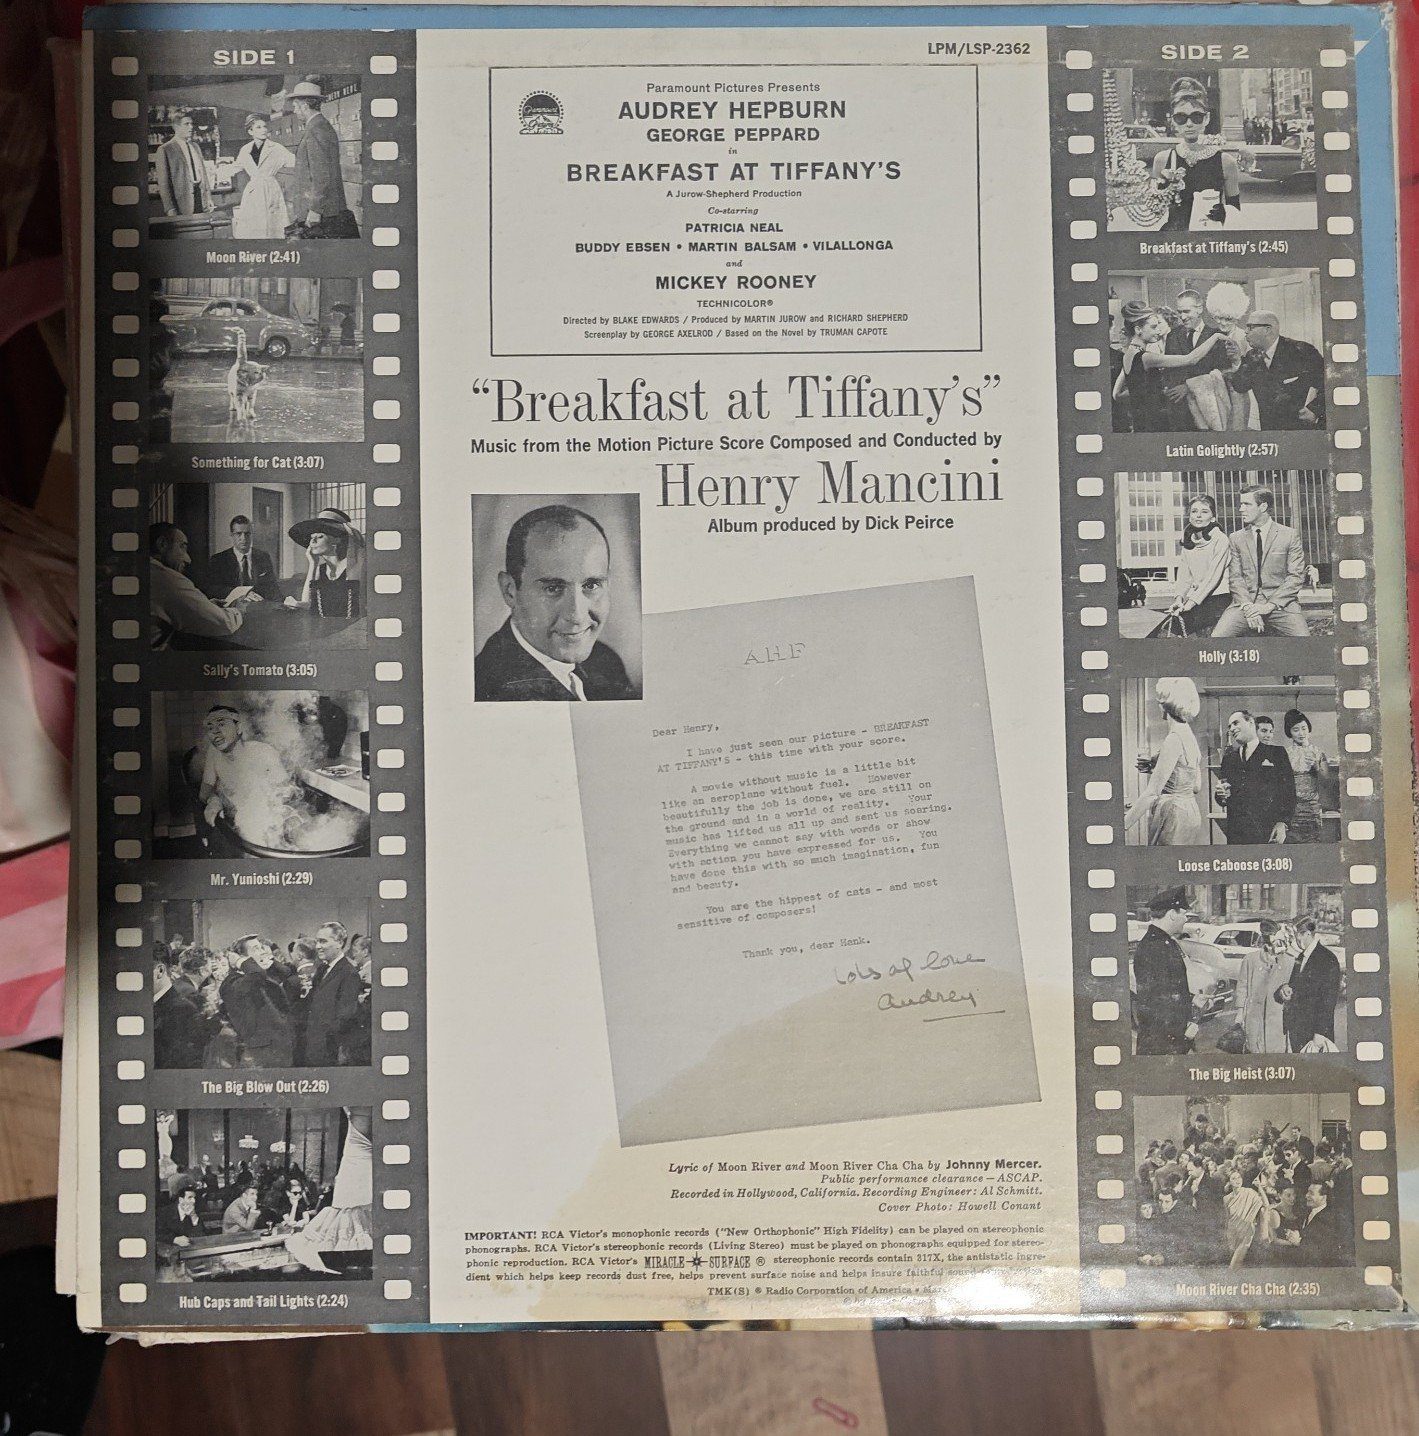 SIDE 1
Moon River (2:41)
Something for Cat (3:07)
Sally's Tomato (3:05)
Mr. Yunioshi (2:29)
The Big Blow Out (2:26)
Hub Caps and Tail Lights (2:24)
LPM/LSP-2362
Paramount Pictures Presents
AUDREY HEPBURN
GEORGE PEPPARD
in
BREAKFAST AT TIFFANY'S
A Jurow-Shepherd Production
Co-starring
PATRICIA NEAL
BUDDY EBSEN • MARTIN BALSAM • VILALLONGA
and
MICKEY ROONEY
TECHNICOLOR®
Directed by BLAKE EDWARDS / Produced by MARTIN JUROW and RICHARD SHEPHERD
Screenplay by GEORGE AXELROD / Based on the Novel by TRUMAN CAPOTE
"Breakfast at Tiffany's"
Music from the Motion Picture Score Composed and Conducted by
Henry Mancini
Album produced by Dick Peirce
AHF
Dear Henry,
I have just seen our picture - BREAKFAST
AT TIFFANY'S - this time with your score.
A movie without music is a little bit
like an aeroplane without fuel. However
beautifully the job is done, we are still on
the ground and in a world of reality. Your
music has lifted us all up and sent us soaring.
Everything we cannot say with words or show
with action you have expressed for us. You
have done this with so much imagination, fun
and beauty.
You are the hippest of cats - and most
sensitive of composers!
Thank you, dear Hank.
Lots of love
Audrey
Lyric of Moon River and Moon River Cha Cha by Johnny Mercer.
Public performance clearance — ASCAP.
Recorded in Hollywood, California. Recording Engineer: Al Schmitt.
Cover Photo: Howell Conant
IMPORTANT! RCA Victor's monophonic records ("New Orthophonic" High Fidelity) can be played on stereophonic
phonographs. RCA Victor's stereophonic records (Living Stereo) must be played on phonographs equipped for stereo-
phonic reproduction. RCA Victor's MIRACLE SURFACE ® stereophonic records contain 317X, the antistatic ingre-
dient which helps keep records dust free, helps prevent surface noise and helps insure faithful sound
TMK(S) ® Radio Corporation of America •
SIDE 2
Breakfast at Tiffany's (2:45)
Latin Golightly (2:57)
Holly (3:18)
Loose Caboose (3:08)
The Big Heist (3:07)
Moon River Cha Cha (2:35)